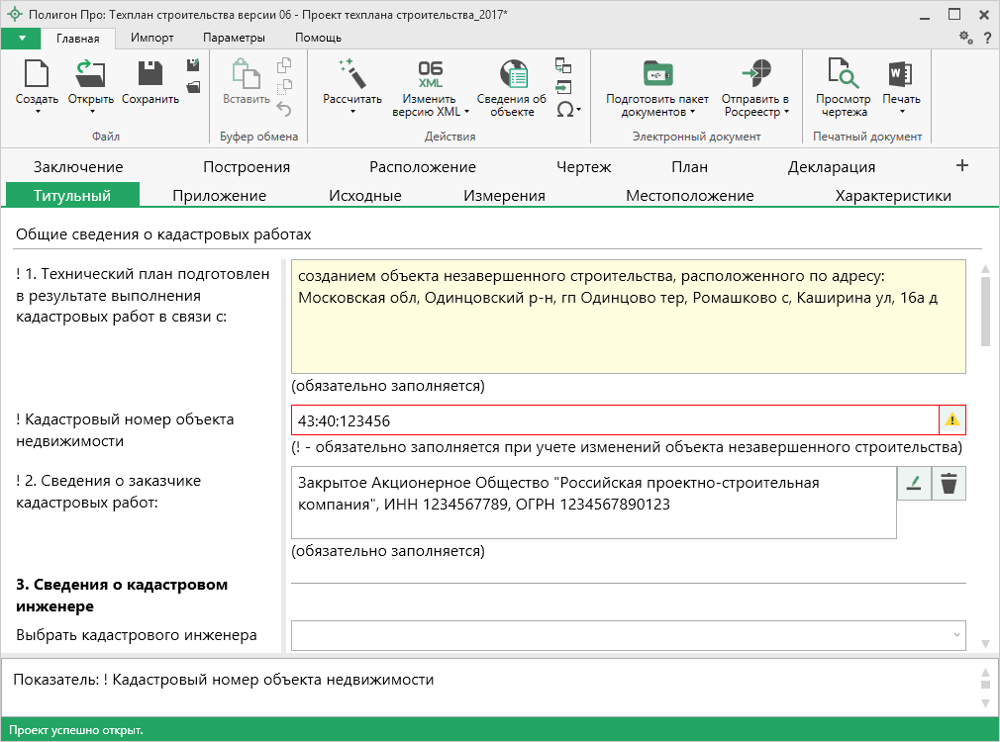 Полигон Про: Техплан строительства версии 06 - Проект техплана строительства_2017*
Главная Импорт Параметры Помощь
?
Создать Открыть Сохранить
Файл
Вставить
Буфер обмена
Рассчитать
06
XML
Изменить
версию XML
Сведения об
объекте
Ω
Действия
Подготовить пакет
документов
Отправить в
Росреестр
Электронный документ
Просмотр
чертежа
W
Печать
Печатный документ
Заключение Построения Расположение Чертеж План Декларация +
Титульный Приложение Исходные Измерения Местоположение Характеристики
Общие сведения о кадастровых работах
! 1. Технический план подготовлен
в результате выполнения
кадастровых работ в связи с:
созданием объекта незавершенного строительства, расположенного по адресу:
Московская обл, Одинцовский р-н, гп Одинцово тер, Ромашково с, Каширина ул, 16а д
(обязательно заполняется)
! Кадастровый номер объекта
недвижимости
43:40:123456
(! - обязательно заполняется при учете изменений объекта незавершенного строительства)
! 2. Сведения о заказчике
кадастровых работ:
Закрытое Акционерное Общество "Российская проектно-строительная
компания", ИНН 1234567789, ОГРН 1234567890123
(обязательно заполняется)
3. Сведения о кадастровом
инженере
Выбрать кадастрового инженера
Показатель: ! Кадастровый номер объекта недвижимости
Проект успешно открыт.